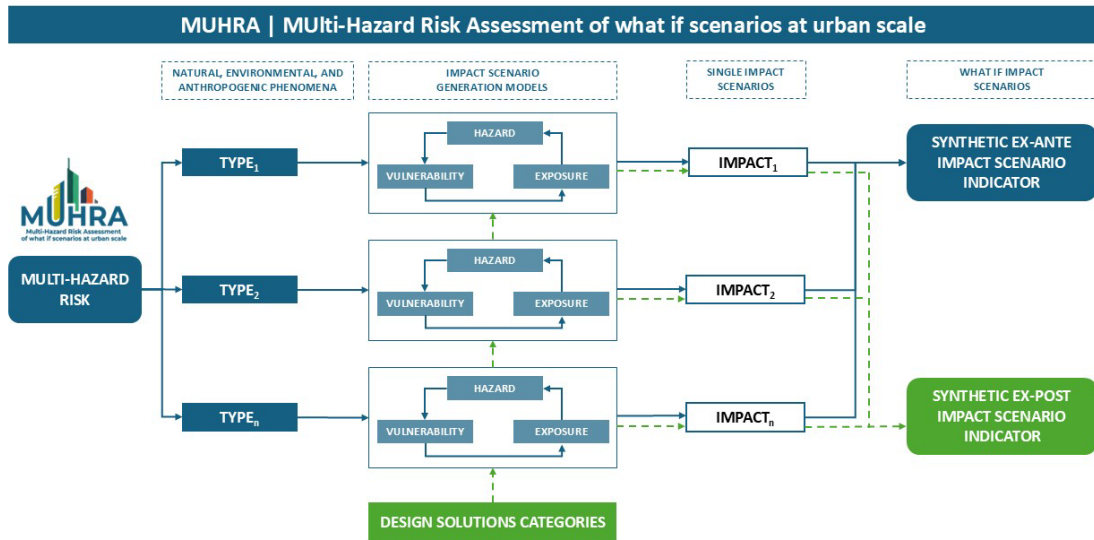 MUHRA | MUlti-Hazard Risk Assessment of what if scenarios at urban scale
NATURAL, ENVIRONMENTAL, AND
ANTHROPOGENIC PHENOMENA
IMPACT SCENARIO
GENERATION MODELS
SINGLE IMPACT
SCENARIOS
WHAT IF IMPACT
SCENARIOS
MUHRA
Multi-Hazard Risk Assessment
of what if scenarios at urban scale
MULTI-HAZARD
RISK
TYPE₁
HAZARD
VULNERABILITY
EXPOSURE
IMPACT₁
SYNTHETIC EX-ANTE
IMPACT SCENARIO
INDICATOR
TYPE₂
HAZARD
VULNERABILITY
EXPOSURE
IMPACT₂
TYPEₙ
HAZARD
VULNERABILITY
EXPOSURE
IMPACTₙ
SYNTHETIC EX-POST
IMPACT SCENARIO
INDICATOR
DESIGN SOLUTIONS CATEGORIES